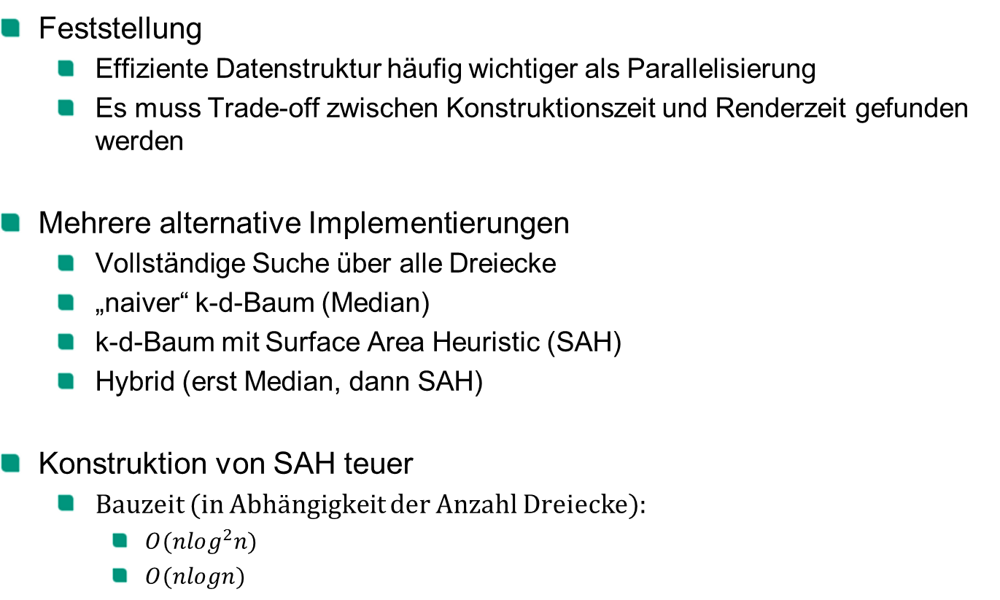 Feststellung
Effiziente Datenstruktur häufig wichtiger als Parallelisierung
Es muss Trade-off zwischen Konstruktionszeit und Renderzeit gefunden
werden
Mehrere alternative Implementierungen
Vollständige Suche über alle Dreiecke
„naiver“ k-d-Baum (Median)
k-d-Baum mit Surface Area Heuristic (SAH)
Hybrid (erst Median, dann SAH)
Konstruktion von SAH teuer
Bauzeit (in Abhängigkeit der Anzahl Dreiecke):
O(nlog²n)
O(nlogn)